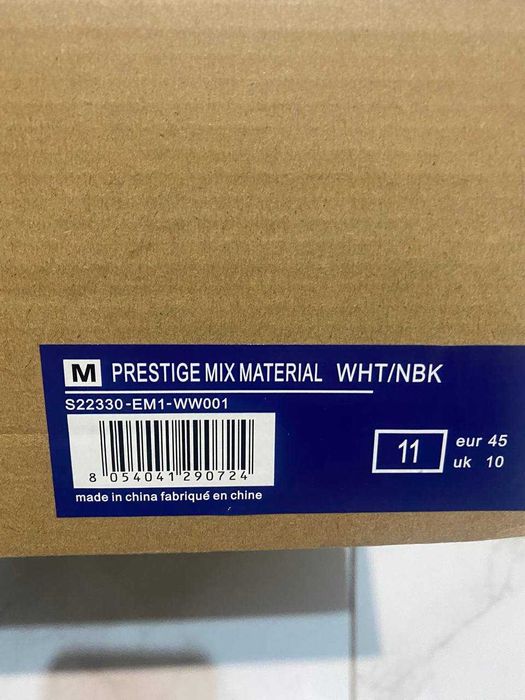 M PRESTIGE MIX MATERIAL WHT/NBK
S22330-EM1-WW001
8 054041 290724
made in china fabriqué en chine
11
eur 45
uk 10